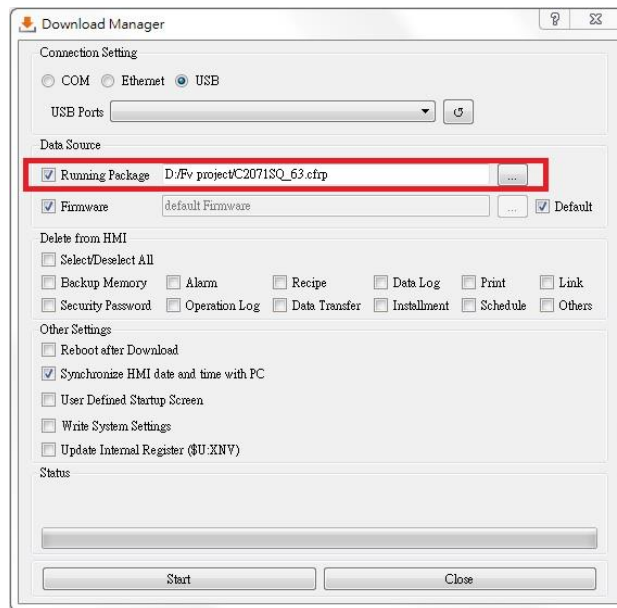 Download Manager
Connection Setting
COM Ethernet USB
USB Ports
Data Source
Running Package D:/Fv project/C2071SQ_63.cfrp ...
Firmware default Firmware ... Default
Delete from HMI
Select/Deselect All
Backup Memory Alarm Recipe Data Log Print Link
Security Password Operation Log Data Transfer Installment Schedule Others
Other Settings
Reboot after Download
Synchronize HMI date and time with PC
User Defined Startup Screen
Write System Settings
Update Internal Register ($U:XNV)
Status
Start Close